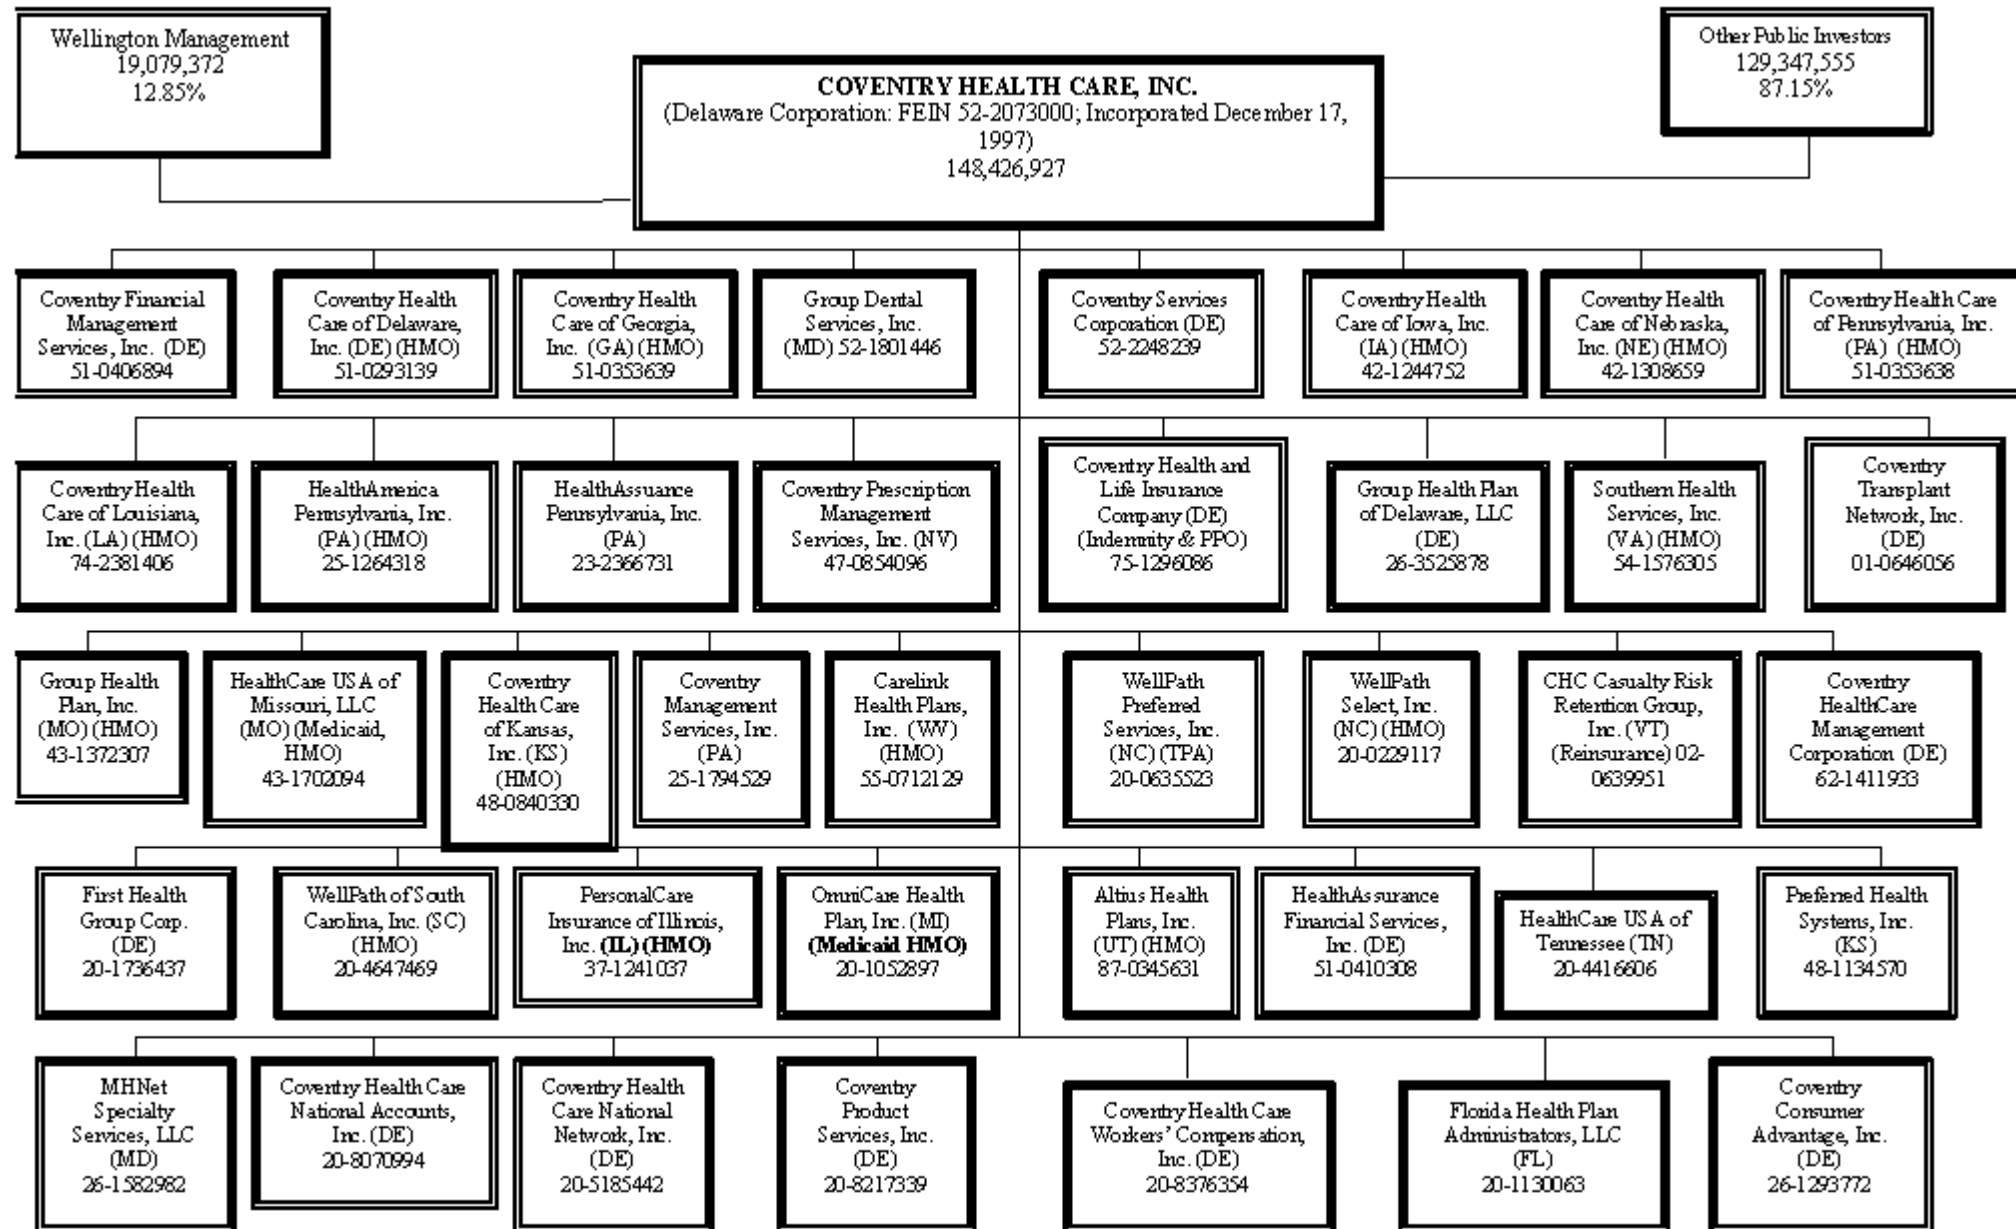 Wellington Management
19,079,372
12.85%
COVENTRY HEALTH CARE, INC.
(Delaware Corporation: FEIN 52-2073000; Incorporated December 17,
1997)
148,426,927
Other Public Investors
129,347,555
87.15%
Coventry Financial
Management
Services, Inc. (DE)
51-0406894
Coventry Health
Care of Delaware,
Inc. (DE) (HMO)
51-0293139
Coventry Health
Care of Georgia,
Inc. (GA) (HMO)
51-0353639
Group Dental
Services, Inc.
(MD) 52-1801446
Coventry Services
Corporation (DE)
52-2248239
Coventry Health
Care of Iowa, Inc.
(IA) (HMO)
42-1244752
Coventry Health
Care of Nebraska,
Inc. (NE) (HMO)
42-1308659
Coventry Health Care
of Pennsylvania, Inc.
(PA) (HMO)
51-0353638
Coventry Health
Care of Louisiana,
Inc. (LA) (HMO)
74-2381406
HealthAmerica
Pennsylvania, Inc.
(PA) (HMO)
25-1264318
HealthAssuance
Pennsylvania, Inc.
(PA)
23-2366731
Coventry Prescription
Management
Services, Inc. (NV)
47-0854096
Coventry Health and
Life Insurance
Company (DE)
(Indemnity & PPO)
75-1296086
Group Health Plan
of Delaware, LLC
(DE)
26-3525878
Southern Health
Services, Inc.
(VA) (HMO)
54-1576305
Coventry
Transplant
Network, Inc.
(DE)
01-0646056
Group Health
Plan, Inc.
(MO) (HMO)
43-1372307
HealthCare USA of
Missouri, LLC
(MO) (Medicaid,
HMO)
43-1702094
Coventry
Health Care
of Kansas,
Inc. (KS)
(HMO)
48-0840330
Coventry
Management
Services, Inc.
(PA)
25-1794529
Carelink
Health Plans,
Inc. (WV)
(HMO)
55-0712129
WellPath
Preferred
Services, Inc.
(NC) (TPA)
20-0635523
WellPath
Select, Inc.
(NC) (HMO)
20-0229117
CHC Casualty Risk
Retention Group,
Inc. (VT)
(Reinsurance) 02-
0639951
Coventry
HealthCare
Management
Corporation (DE)
62-1411933
First Health
Group Corp.
(DE)
20-1736437
WellPath of South
Carolina, Inc. (SC)
(HMO)
20-4647469
PersonalCare
Insurance of Illinois,
Inc. (IL) (HMO)
37-1241037
OmniCare Health
Plan, Inc. (MI)
(Medicaid HMO)
20-1052897
Altius Health
Plans, Inc.
(UT) (HMO)
87-0345631
HealthAssurance
Financial Services,
Inc. (DE)
51-0410308
HealthCare USA of
Tennessee (TN)
20-4416606
Preferred Health
Systems, Inc.
(KS)
48-1134570
MHNet
Specialty
Services, LLC
(MD)
26-1582982
Coventry Health Care
National Accounts,
Inc. (DE)
20-8070994
Coventry Health
Care National
Network, Inc.
(DE)
20-5185442
Coventry
Product
Services, Inc.
(DE)
20-8217339
Coventry Health Care
Workers' Compensation,
Inc. (DE)
20-8376354
Florida Health Plan
Administrators, LLC
(FL)
20-1130063
Coventry
Consumer
Advantage, Inc.
(DE)
26-1293772